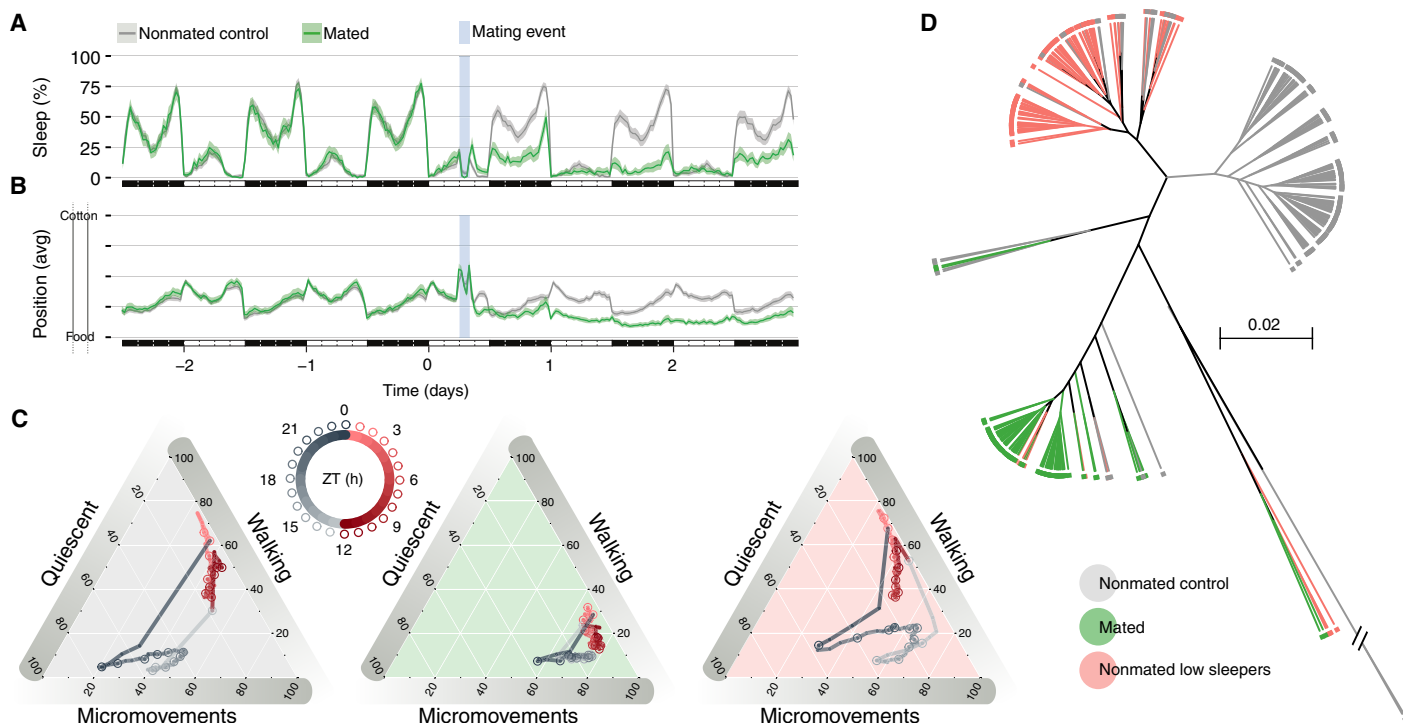 A
Nonmated control
Mated
Mating event
Sleep (%)
100
75
50
25
0
B
Position (avg)
Cotton
Food
−2
−1
0
1
2
Time (days)
C
0
3
6
9
12
15
18
21
ZT (h)
Quiescent
Walking
Micromovements
20
40
60
80
100
100
80
60
40
20
20
40
60
80
100
Quiescent
Walking
Micromovements
20
40
60
80
100
100
80
60
40
20
20
40
60
80
100
Quiescent
Walking
Micromovements
20
40
60
80
100
100
80
60
40
20
20
40
60
80
100
D
0.02
Nonmated control
Mated
Nonmated low sleepers